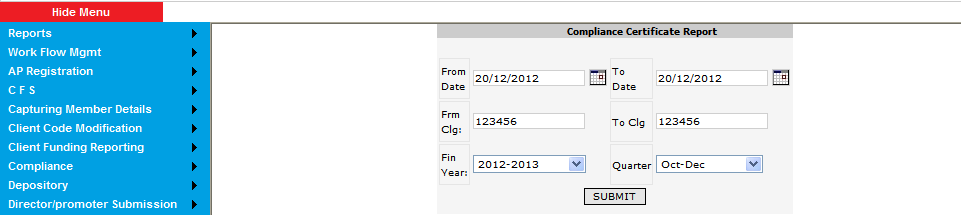 Hide Menu
Reports
Work Flow Mgmt
AP Registration
C F S
Capturing Member Details
Client Code Modification
Client Funding Reporting
Compliance
Depository
Director/promoter Submission
Compliance Certificate Report
From Date 20/12/2012 To Date 20/12/2012
Frm Clg: 123456 To Clg 123456
Fin Year: 2012-2013 Quarter Oct-Dec
SUBMIT